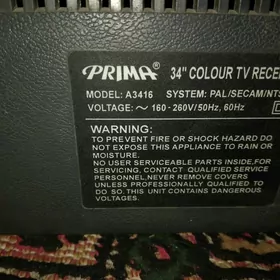 PRIMA® 34" COLOUR TV
MODEL: A3416 SYSTEM: PAL/SECAM/
VOLTAGE: ~ 160-260V/50Hz, 60Hz
WARNING:
TO PREVENT FIRE OR SHOCK HAZARD DO
NOT EXPOSE THIS APPLIANCE TO RAIN OR
MOISTURE.
NO USER SERVICEABLE PARTS INSIDE,FOR
SERVICING, CONTACT QUALIFIED SERVICE
PERSONNEL,NEVER REMOVE COVERS
UNLESS PROFESSIONALLY QUALIFIED TO
DO SO.THIS UNIT CONTAINS DANGEROUS
VOLTAGES.